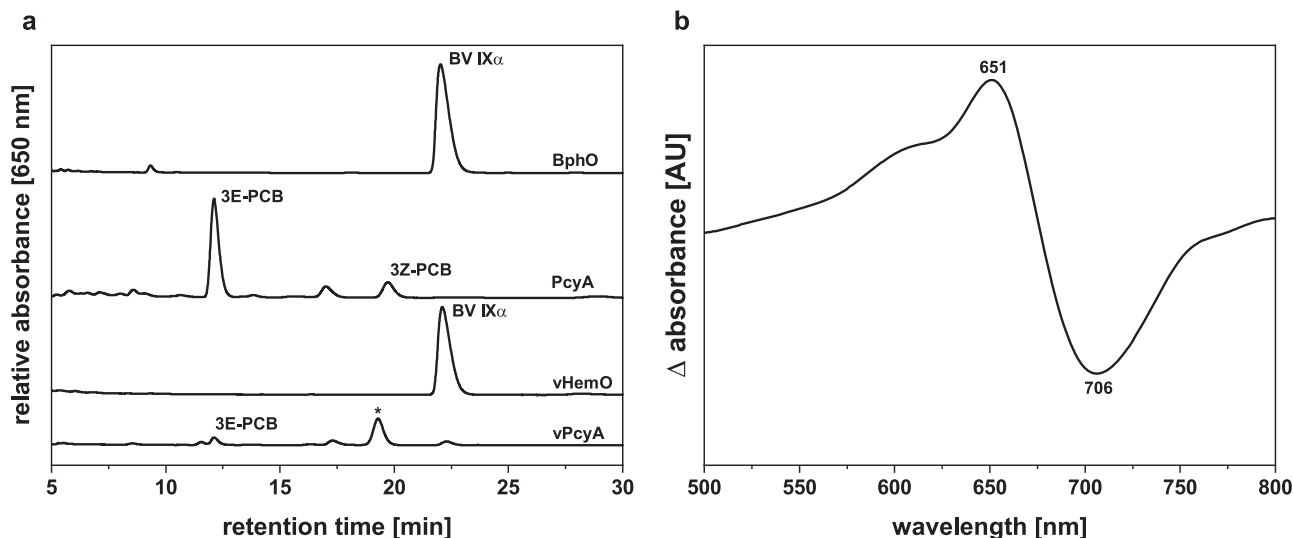 a
relative absorbance [650 nm]
BV IXα
BphO
3E-PCB
3Z-PCB
PcyA
BV IXα
vHemO
*
3E-PCB
vPcyA
5 10 15 20 25 30
retention time [min]
b
Δ absorbance [AU]
651
706
500 550 600 650 700 750 800
wavelength [nm]